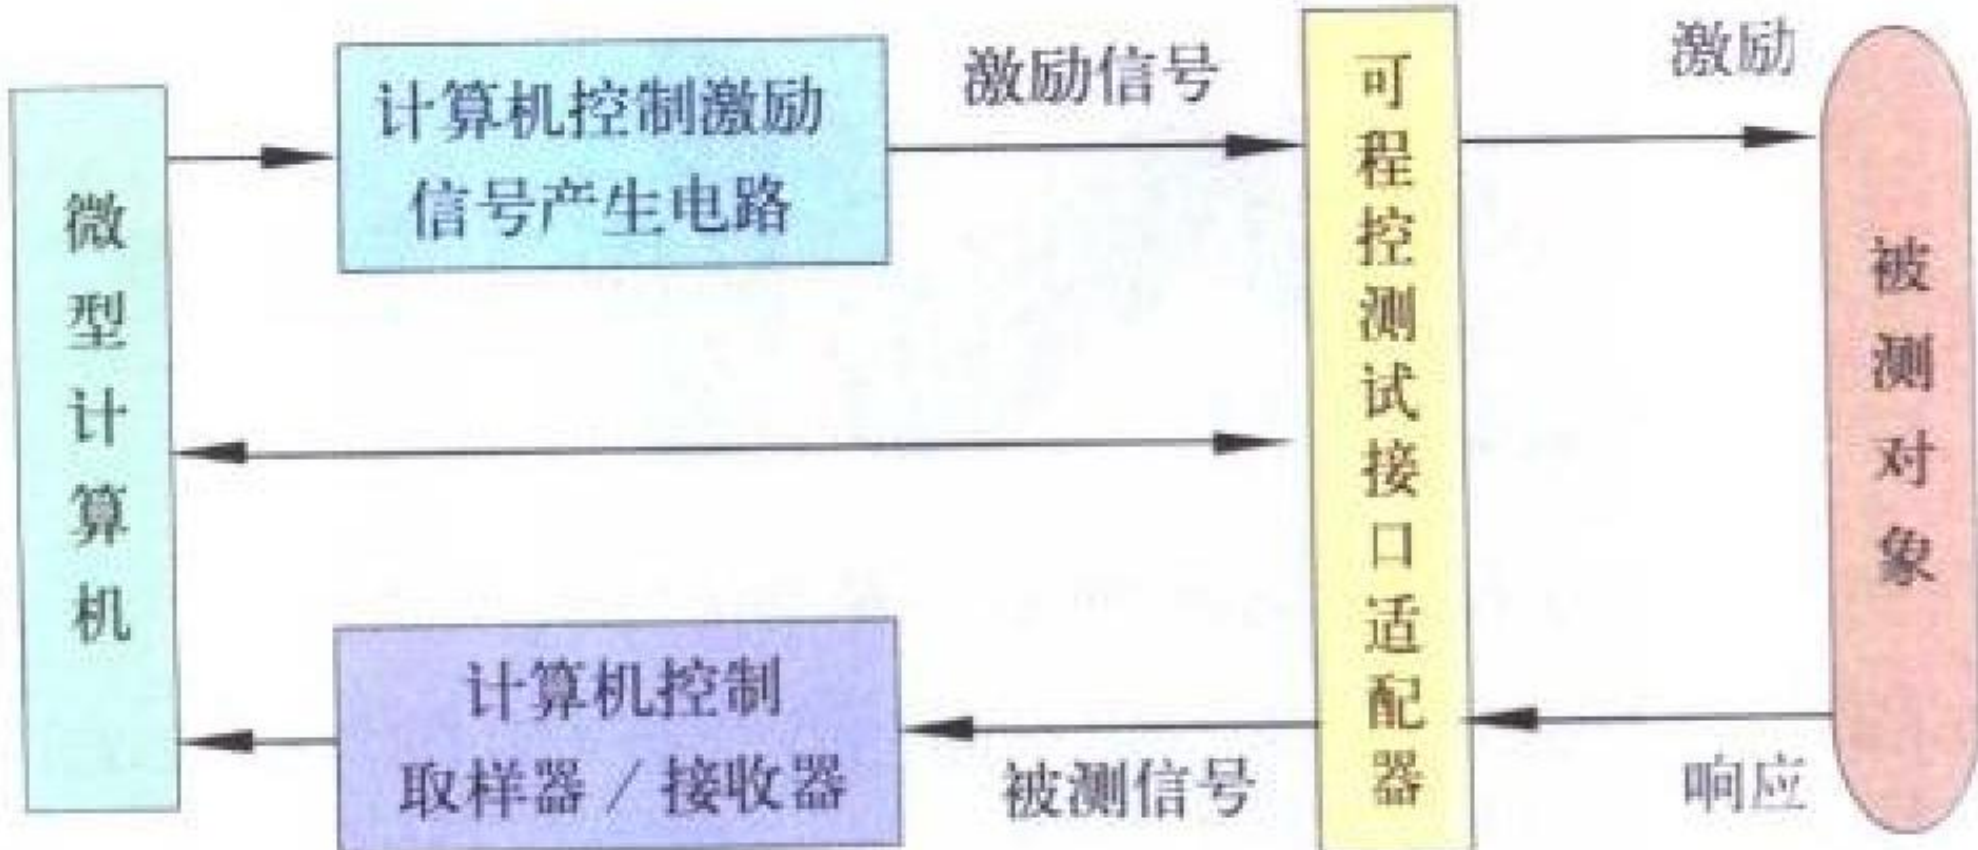 微型计算机
计算机控制激励
信号产生电路
激励信号
可程控测试接口适配器
激励
被测对象
计算机控制
取样器/接收器
被测信号
响应